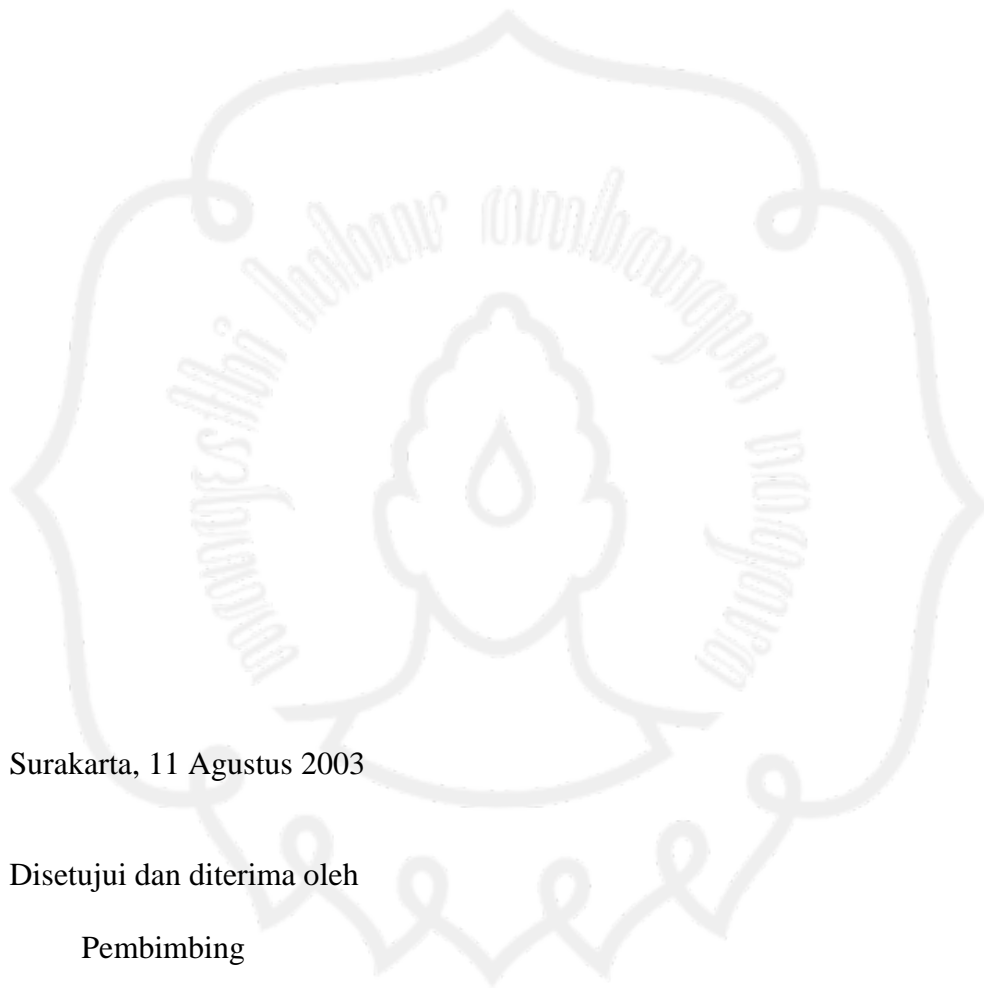 Surakarta, 11 Agustus 2003
Disetujui dan diterima oleh
Pembimbing